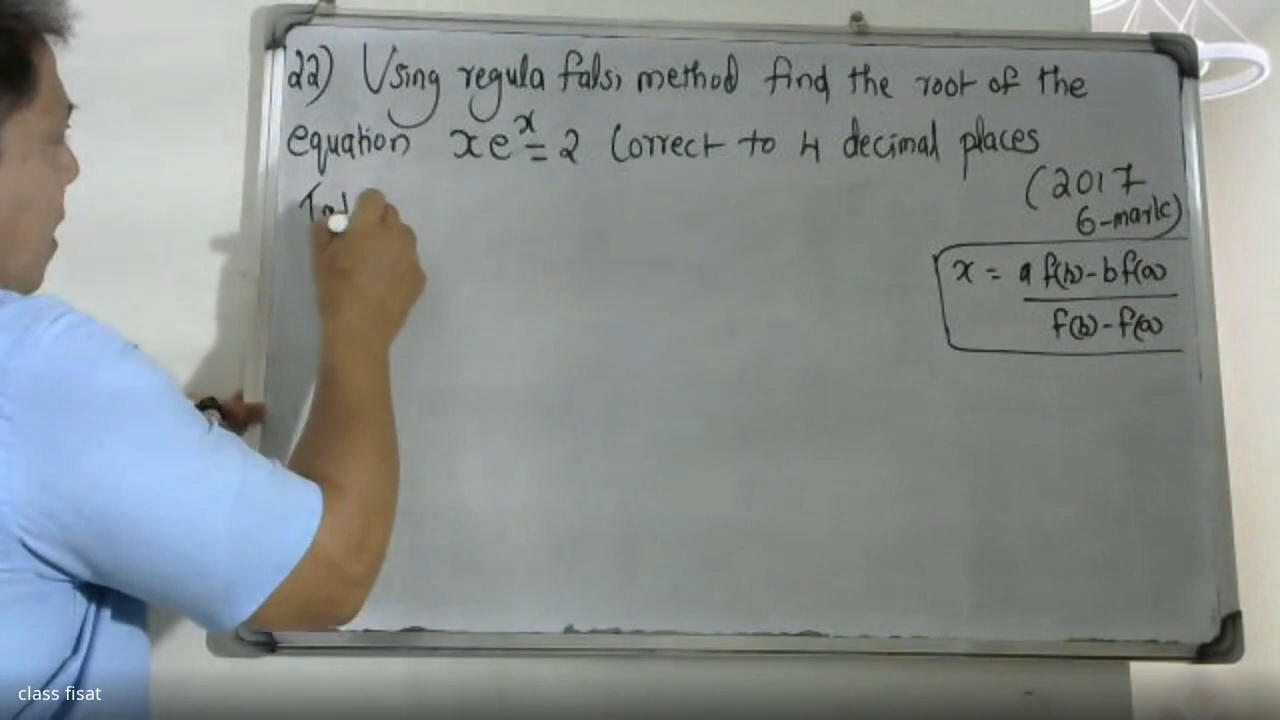 22) Using regula falsi method find the root of the
equation xe^x = 2 Correct to 4 decimal places
(2017
6-mark)
x = a f(b) - b f(a)
f(b) - f(a)
class fisat